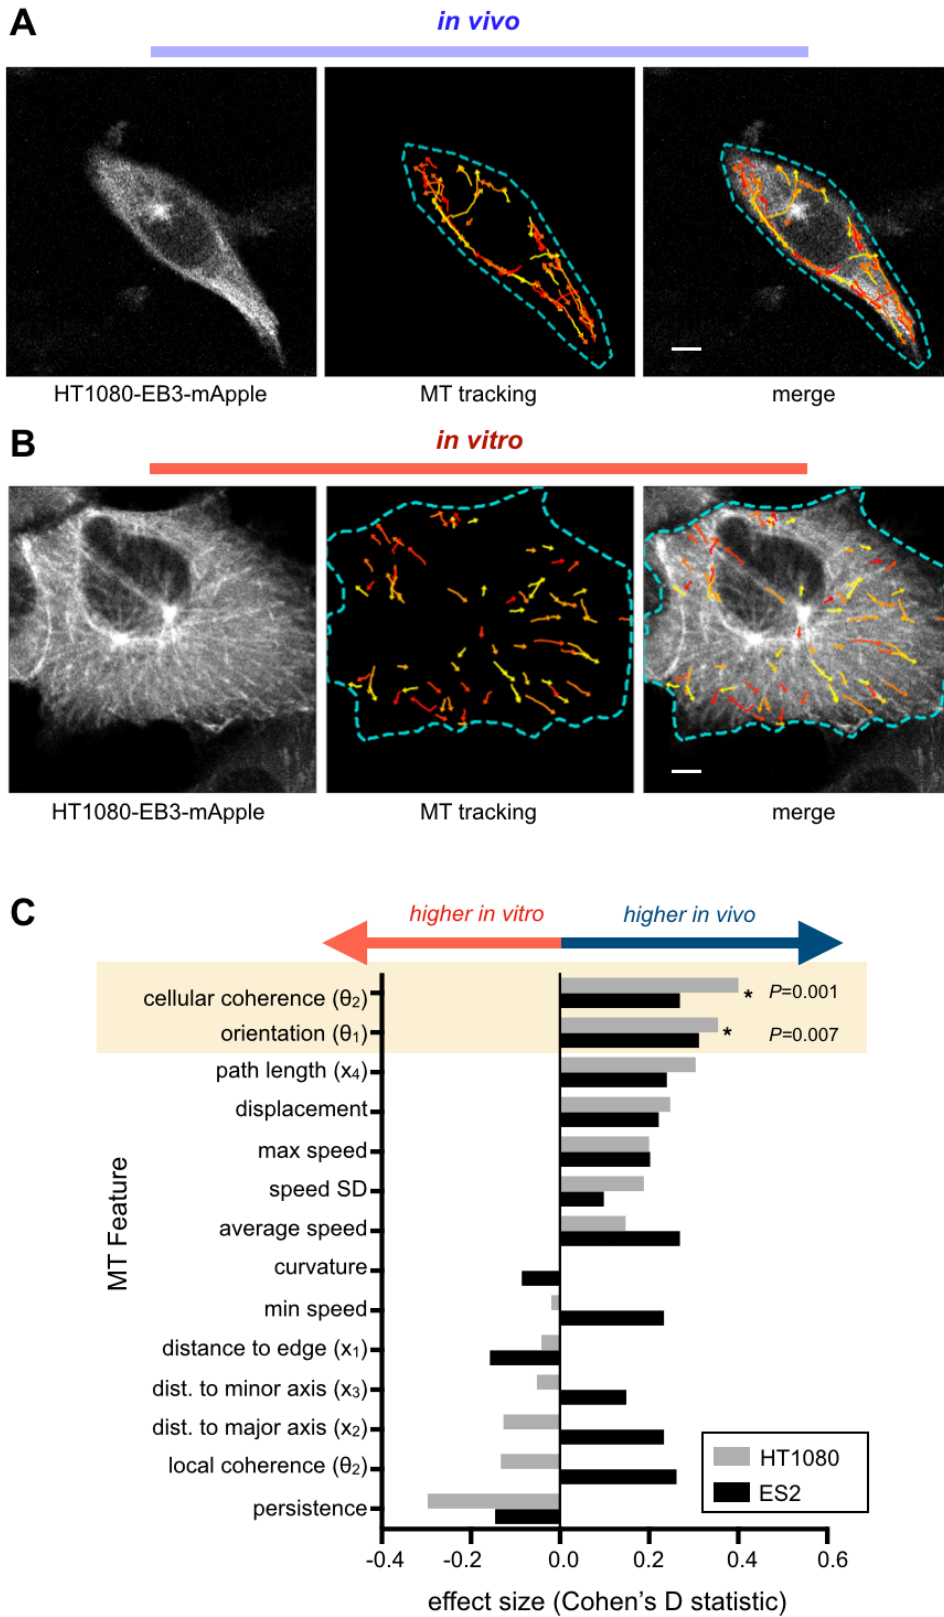 A
in vivo
HT1080-EB3-mApple
MT tracking
merge
B
in vitro
HT1080-EB3-mApple
MT tracking
merge
C
higher in vitro
higher in vivo
cellular coherence (θ₂)
* P=0.001
orientation (θ₁)
* P=0.007
path length (x₄)
displacement
max speed
speed SD
average speed
curvature
min speed
distance to edge (x₁)
dist. to minor axis (x₃)
dist. to major axis (x₂)
local coherence (θ₂)
persistence
MT Feature
HT1080
ES2
-0.4 -0.2 0.0 0.2 0.4 0.6
effect size (Cohen's D statistic)